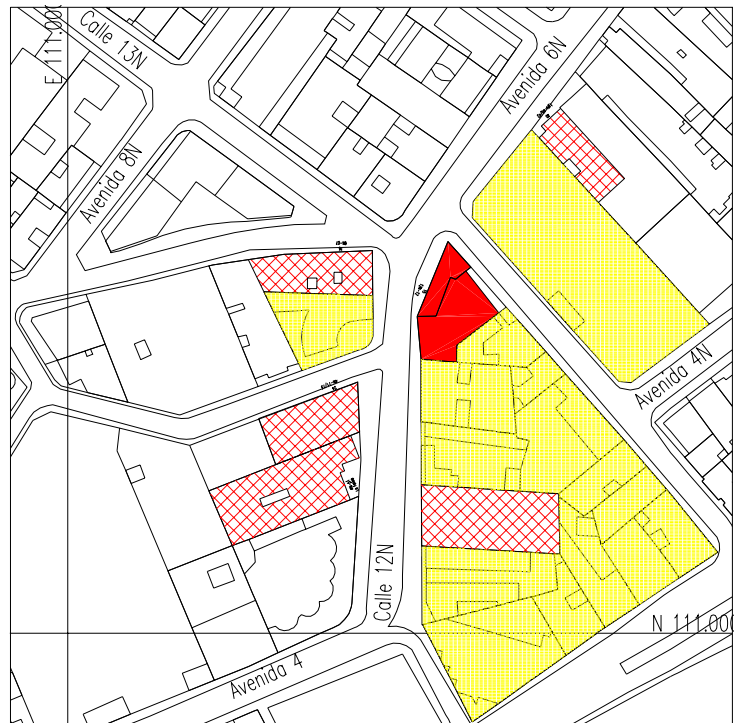 Calle 13N
E 111.000
Avenida 6N
Avenida 8N
Avenida 4N
Calle 12N
N 111.000
Avenida 4